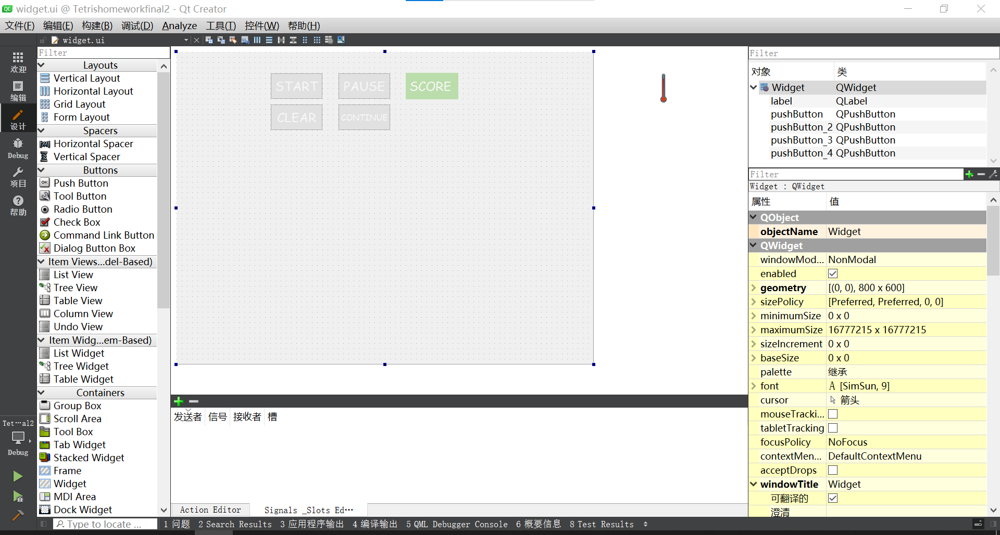 widget.ui @ Tetrishomeworkfinal2 - Qt Creator
文件(F) 编辑(E) 构建(B) 调试(D) Analyze 工具(T) 控件(W) 帮助(H)
widget.ui
欢迎
编辑
设计
Debug
项目
帮助
Tet···al2
Debug
Filter
Layouts
Vertical Layout
Horizontal Layout
Grid Layout
Form Layout
Spacers
Horizontal Spacer
Vertical Spacer
Buttons
Push Button
Tool Button
Radio Button
Check Box
Command Link Button
Dialog Button Box
Item Views...del-Based)
List View
Tree View
Table View
Column View
Undo View
Item Widg...em-Based)
List Widget
Tree Widget
Table Widget
Containers
Group Box
Scroll Area
Tool Box
Tab Widget
Stacked Widget
Frame
Widget
MDI Area
Dock Widget
START PAUSE SCORE
CLEAR CONTINUE
发送者 信号 接收者 槽
Action Editor Signals _Slots Ed···
Filter
对象 类
Widget QWidget
label QLabel
pushButton QPushButton
pushButton_2 QPushButton
pushButton_3 QPushButton
pushButton_4 QPushButton
Filter
Widget : QWidget
属性 值
QObject
objectName Widget
QWidget
windowMod... NonModal
enabled
geometry [(0, 0), 800 x 600]
sizePolicy [Preferred, Preferred, 0, 0]
minimumSize 0 x 0
maximumSize 16777215 x 16777215
sizeIncrement 0 x 0
baseSize 0 x 0
palette 继承
font A [SimSun, 9]
cursor 箭头
mouseTracki...
tabletTracking
focusPolicy NoFocus
contextMen... DefaultContextMenu
acceptDrops
windowTitle Widget
可翻译的
澄清
Type to locate ... 1 问题 2 Search Results 3 应用程序输出 4 编译输出 5 QML Debugger Console 6 概要信息 8 Test Results